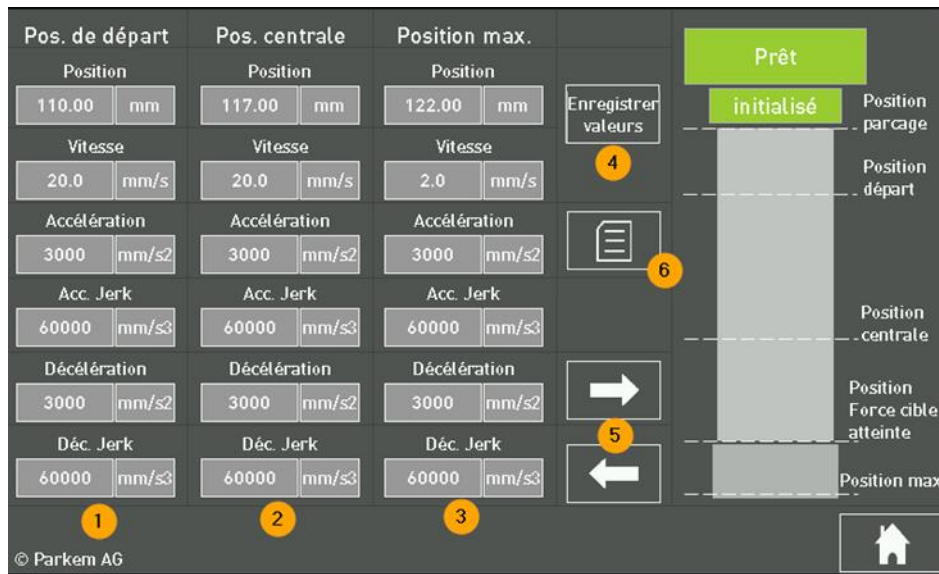 Pos. de départ
Position
110.00 mm
Vitesse
20.0 mm/s
Accélération
3000 mm/s2
Acc. Jerk
60000 mm/s3
Décélération
3000 mm/s2
Déc. Jerk
60000 mm/s3
1
Pos. centrale
Position
117.00 mm
Vitesse
20.0 mm/s
Accélération
3000 mm/s2
Acc. Jerk
60000 mm/s3
Décélération
3000 mm/s2
Déc. Jerk
60000 mm/s3
2
Position max.
Position
122.00 mm
Vitesse
2.0 mm/s
Accélération
3000 mm/s2
Acc. Jerk
60000 mm/s3
Décélération
3000 mm/s2
Déc. Jerk
60000 mm/s3
3
Enregistrer
valeurs
4
6
5
Prêt
initialisé
Position
parcage
Position
départ
Position
centrale
Position
Force cible
atteinte
Position max
© Parkem AG